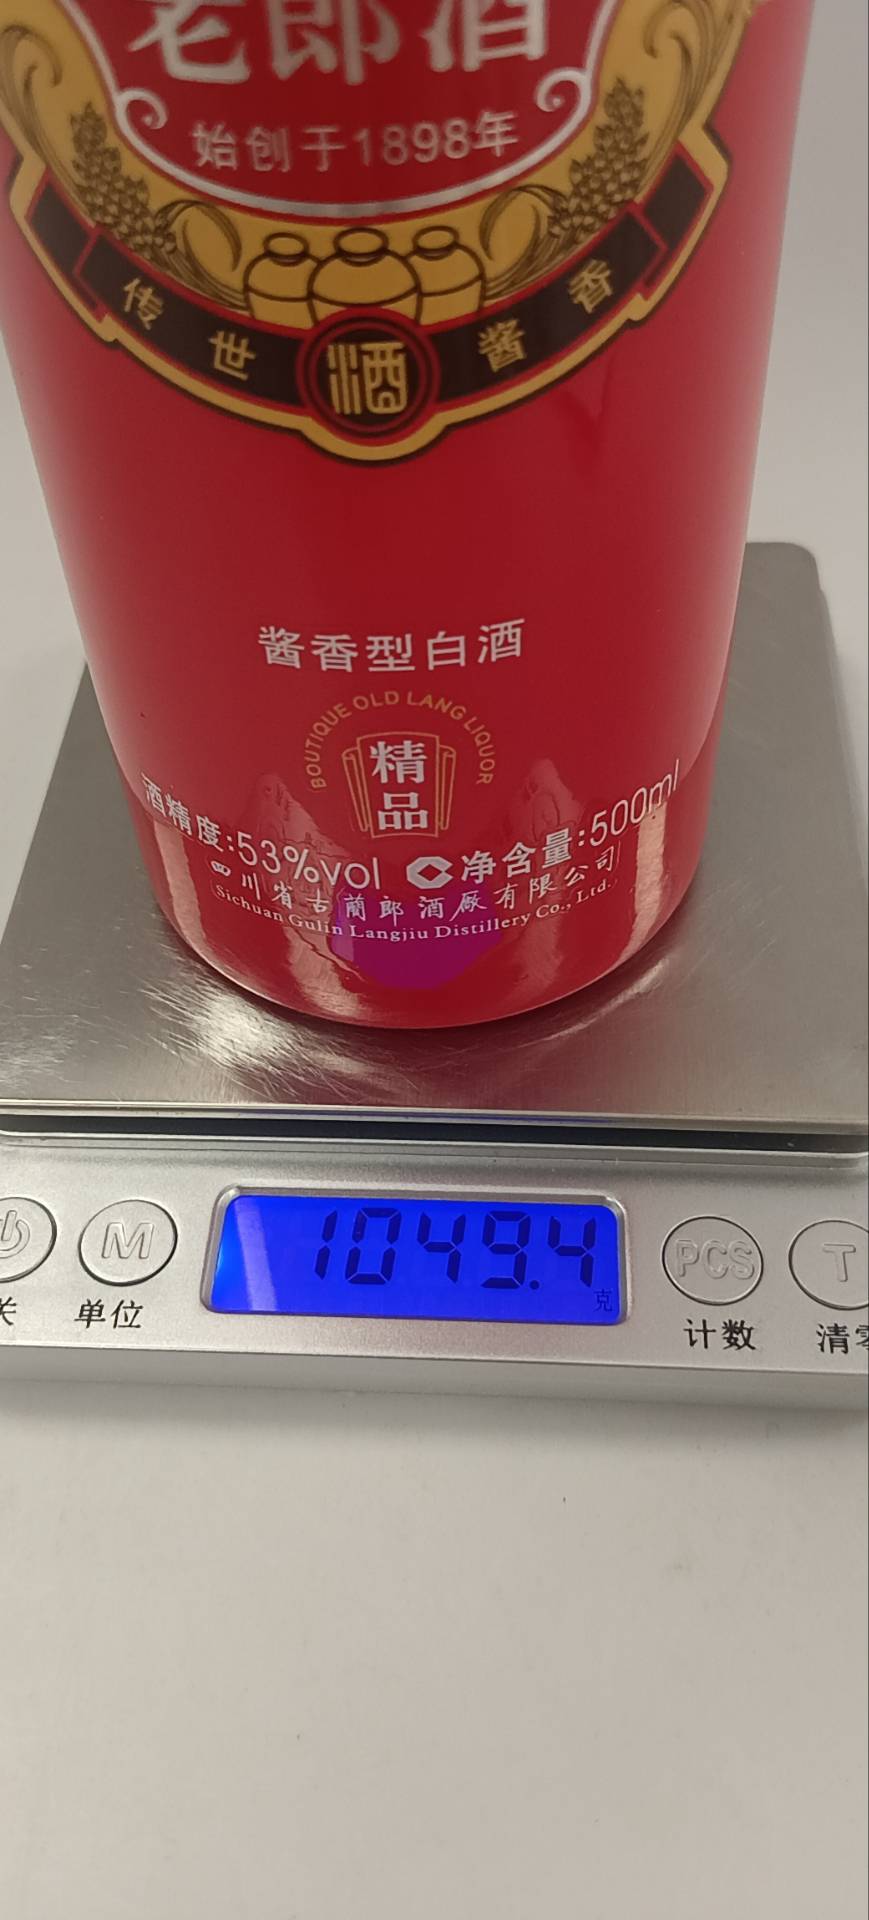 老郎酒
始创于1898年
传世酒酱香
酱香型白酒
BOUTIQUE OLD LANG LIQUOR
精品
酒精度:53%vol 净含量:500ml
四川省古蔺郎酒厂有限公司
Sichuan Gulin Langjiu Distillery Co., Ltd.
1049.4
克
M PCS T
关 单位 计数 清零